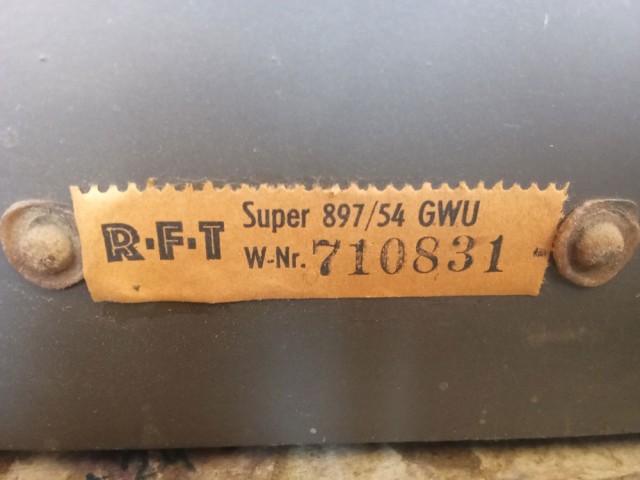 R·F·T
Super 897/54 GWU
W-Nr. 710831